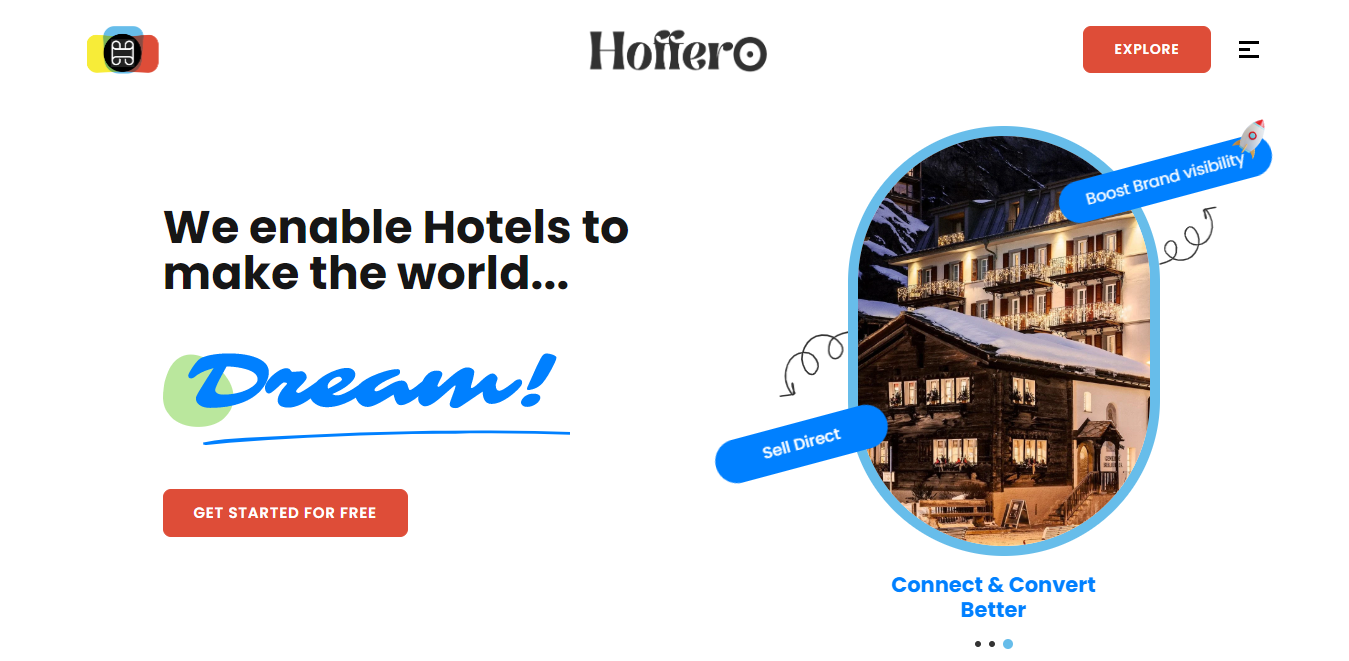 Hoffero
EXPLORE
We enable Hotels to
make the world...
Dream!
GET STARTED FOR FREE
Boost Brand visibility
Sell Direct
Connect & Convert
Better